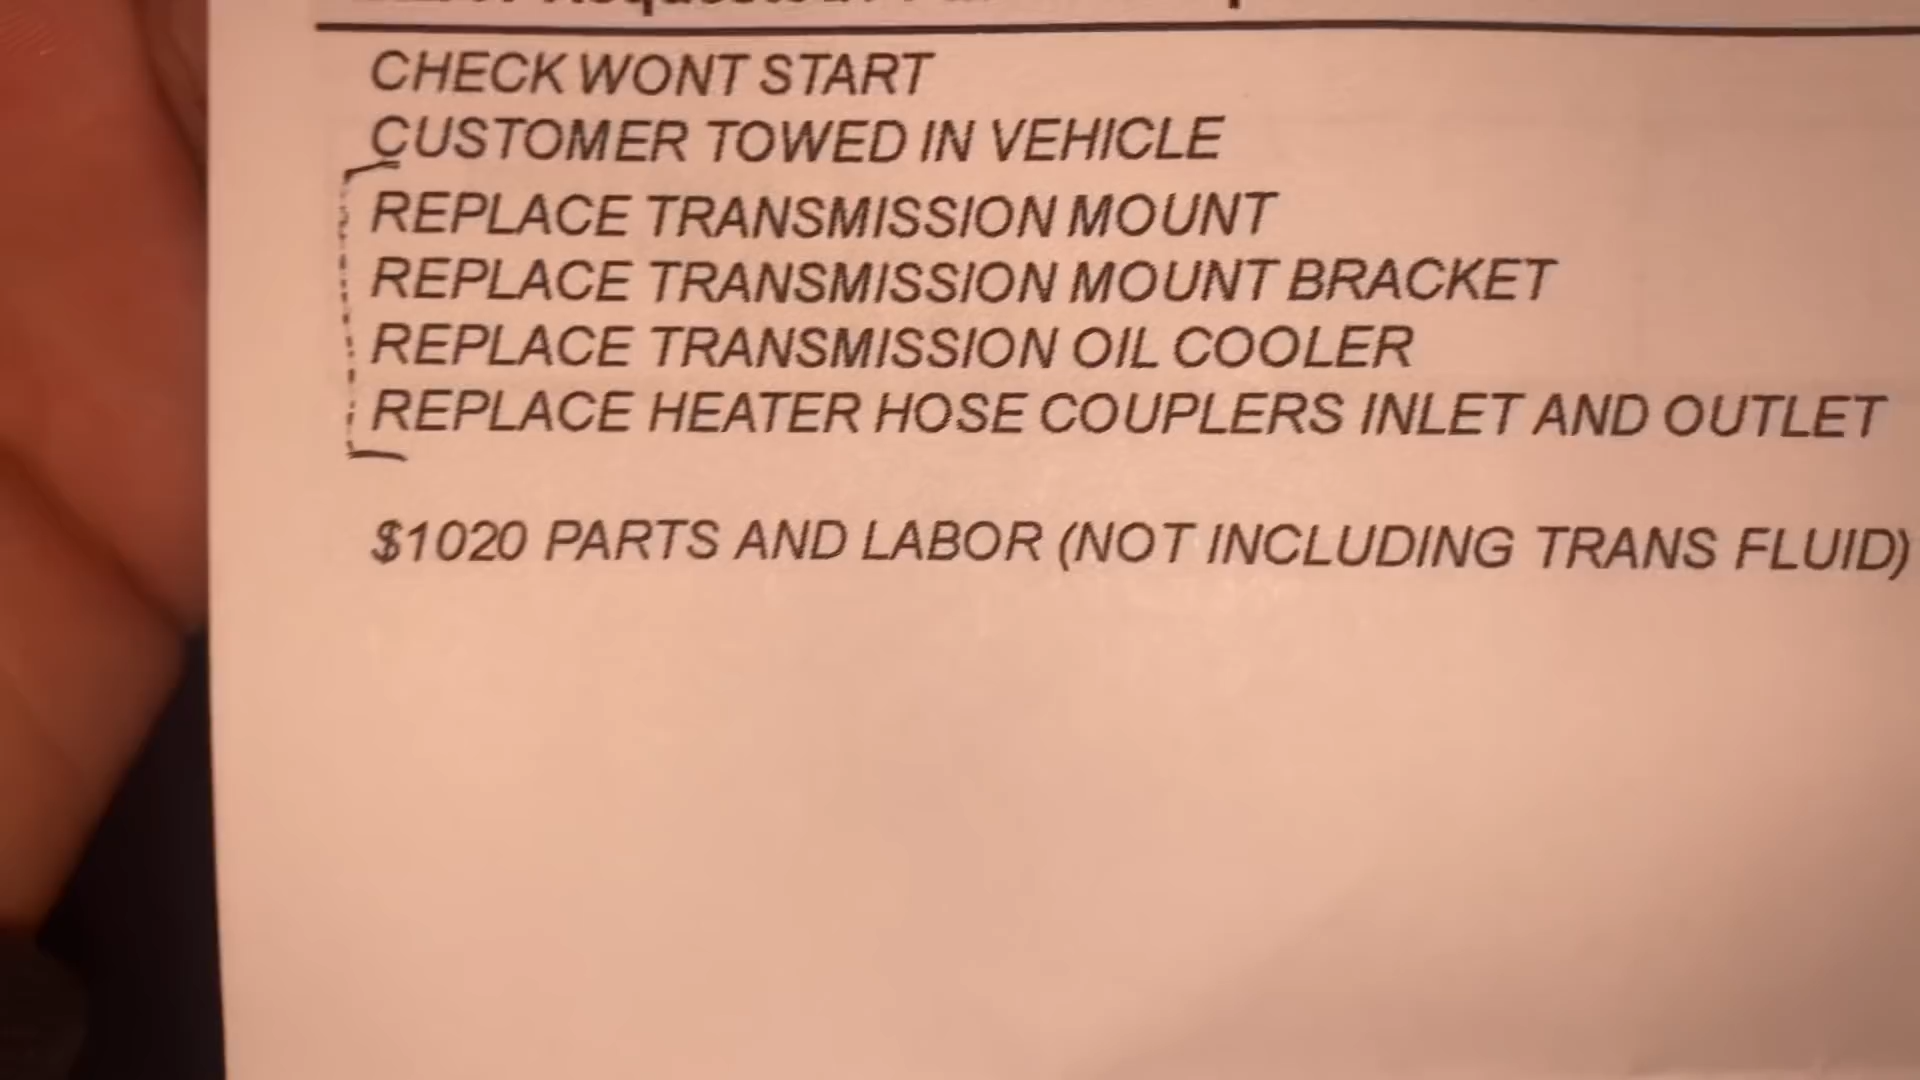 CHECK WONT START
CUSTOMER TOWED IN VEHICLE
REPLACE TRANSMISSION MOUNT
REPLACE TRANSMISSION MOUNT BRACKET
REPLACE TRANSMISSION OIL COOLER
REPLACE HEATER HOSE COUPLERS INLET AND OUTLET
$1020 PARTS AND LABOR (NOT INCLUDING TRANS FLUID)